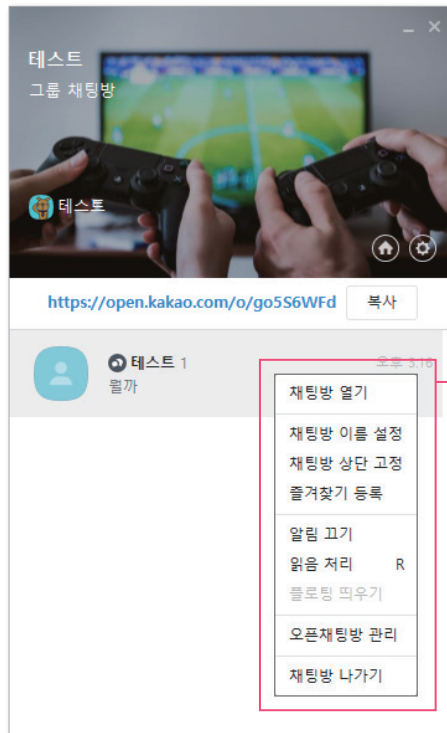 테스트
그룹 채팅방
테스토
https://open.kakao.com/o/go5S6WFd 복사
테스트 1 오후 3:16
뭘까
채팅방 열기
채팅방 이름 설정
채팅방 상단 고정
즐겨찾기 등록
알림 끄기
읽음 처리 R
플로팅 띄우기
오픈채팅방 관리
채팅방 나가기